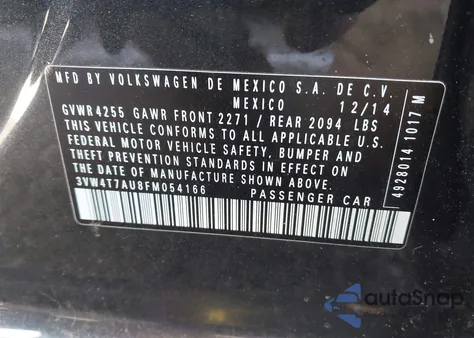 MFD BY VOLKSWAGEN DE MEXICO S.A. DE C.V.
MEXICO 12/14
GVWR4255 GAWR FRONT 2271 / REAR 2094 LBS
THIS VEHICLE CONFORMS TO ALL APPLICABLE U.S.
FEDERAL MOTOR VEHICLE SAFETY, BUMPER AND
THEFT PREVENTION STANDARDS IN EFFECT ON
THE DATE OF MANUFACTURE SHOWN ABOVE.
3VW4T7AU8FM054166 PASSENGER CAR
4928014 1017 M
autoSnap